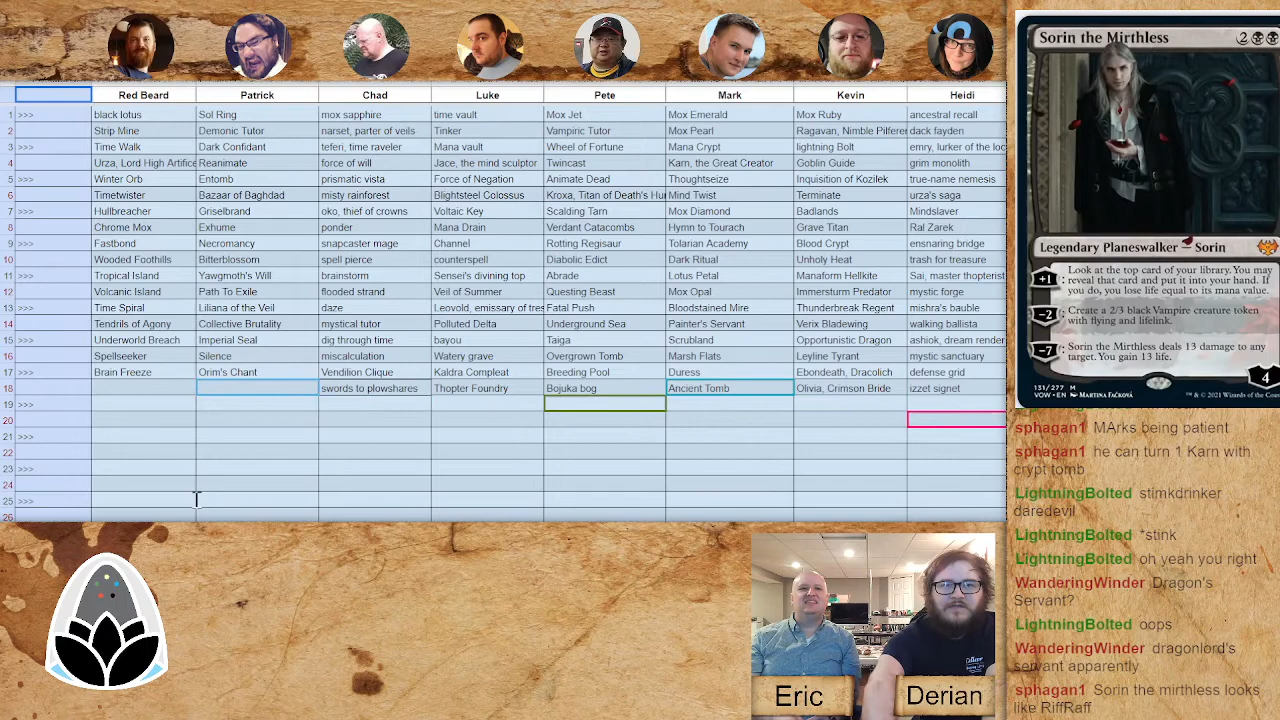 Red Beard Patrick Chad Luke Pete Mark Kevin Heidi
1 >>> black lotus Sol Ring mox sapphire time vault Mox Jet Mox Emerald Mox Ruby ancestral recall
2 Strip Mine Demonic Tutor narset, parter of veils Tinker Vampiric Tutor Mox Pearl Ragavan, Nimble Pilferer dack fayden
3 >>> Time Walk Dark Confidant teferi, time raveler Mana vault Wheel of Fortune Mana Crypt lightning Bolt emry, lurker of the loc
4 Urza, Lord High Artifice Reanimate force of will Jace, the mind sculptor Twincast Karn, the Great Creator Goblin Guide grim monolith
5 >>> Winter Orb Entomb prismatic vista Force of Negation Animate Dead Thoughtseize Inquisition of Kozilek true-name nemesis
6 Timetwister Bazaar of Baghdad misty rainforest Blightsteel Colossus Kroxa, Titan of Death's Hun Mind Twist Terminate urza's saga
7 >>> Hullbreacher Griselbrand oko, thief of crowns Voltaic Key Scalding Tarn Mox Diamond Badlands Mindslaver
8 Chrome Mox Exhume ponder Mana Drain Verdant Catacombs Hymn to Tourach Grave Titan Ral Zarek
9 >>> Fastbond Necromancy snapcaster mage Channel Rotting Regisaur Tolarian Academy Blood Crypt ensnaring bridge
10 Wooded Foothills Bitterblossom spell pierce counterspell Diabolic Edict Dark Ritual Unholy Heat trash for treasure
11 >>> Tropical Island Yawgmoth's Will brainstorm Sensei's divining top Abrade Lotus Petal Manaform Hellkite Sai, master thopterist
12 Volcanic Island Path To Exile Veil of Summer Questing Beast Mox Opal Immersturm Predator mystic forge
13 >>> Time Spiral Liliana of the Veil daze Leovold, emissary of tres Fatal Push Bloodstained Mire Thunderbreak Regent mishra's bauble
14 Tendrils of Agony Collective Brutality mystical tutor Polluted Delta Underground Sea Painter's Servant Verix Bladewing walking ballista
15 >>> Underworld Breach Imperial Seal dig through time bayou Taiga Scrubland Opportunistic Dragon ashiok, dream render
16 Spellseeker Silence miscalculation Watery grave Overgrown Tomb Marsh Flats Leyline Tyrant mystic sanctuary
17 >>> Brain Freeze Orim's Chant Vendilion Clique Kaldra Compleat Breeding Pool Duress Ebondeath, Dracolich defense grid
18 swords to plowshares Thopter Foundry Bojuka bog Ancient Tomb Olivia, Crimson Bride izzet signet
19 >>>
20
21 >>>
22
23 >>>
24
25 >>>
26
Eric Derian
Sorin the Mirthless 2
Legendary Planeswalker — Sorin
+1 : Look at the top card of your library. You may
reveal that card and put it into your hand. If
you do, you lose life equal to its mana value.
−2 : Create a 2/3 black Vampire creature token
with flying and lifelink.
−7 : Sorin the Mirthless deals 13 damage to any
target. You gain 13 life.
4
131/277 M
VOW • EN MARTINA FAČKOVÁ ™ & © 2021 Wizards of the Coas
sphagan1 MArks being patient
sphagan1 he can turn 1 Karn with
crypt tomb
LightningBolted stimkdrinker
daredevil
LightningBolted *stink
LightningBolted oh yeah you right
WanderingWinder Dragon's
Servant?
LightningBolted oops
WanderingWinder dragonlord's
servant apparently
sphagan1 Sorin the mirthless looks
like RiffRaff